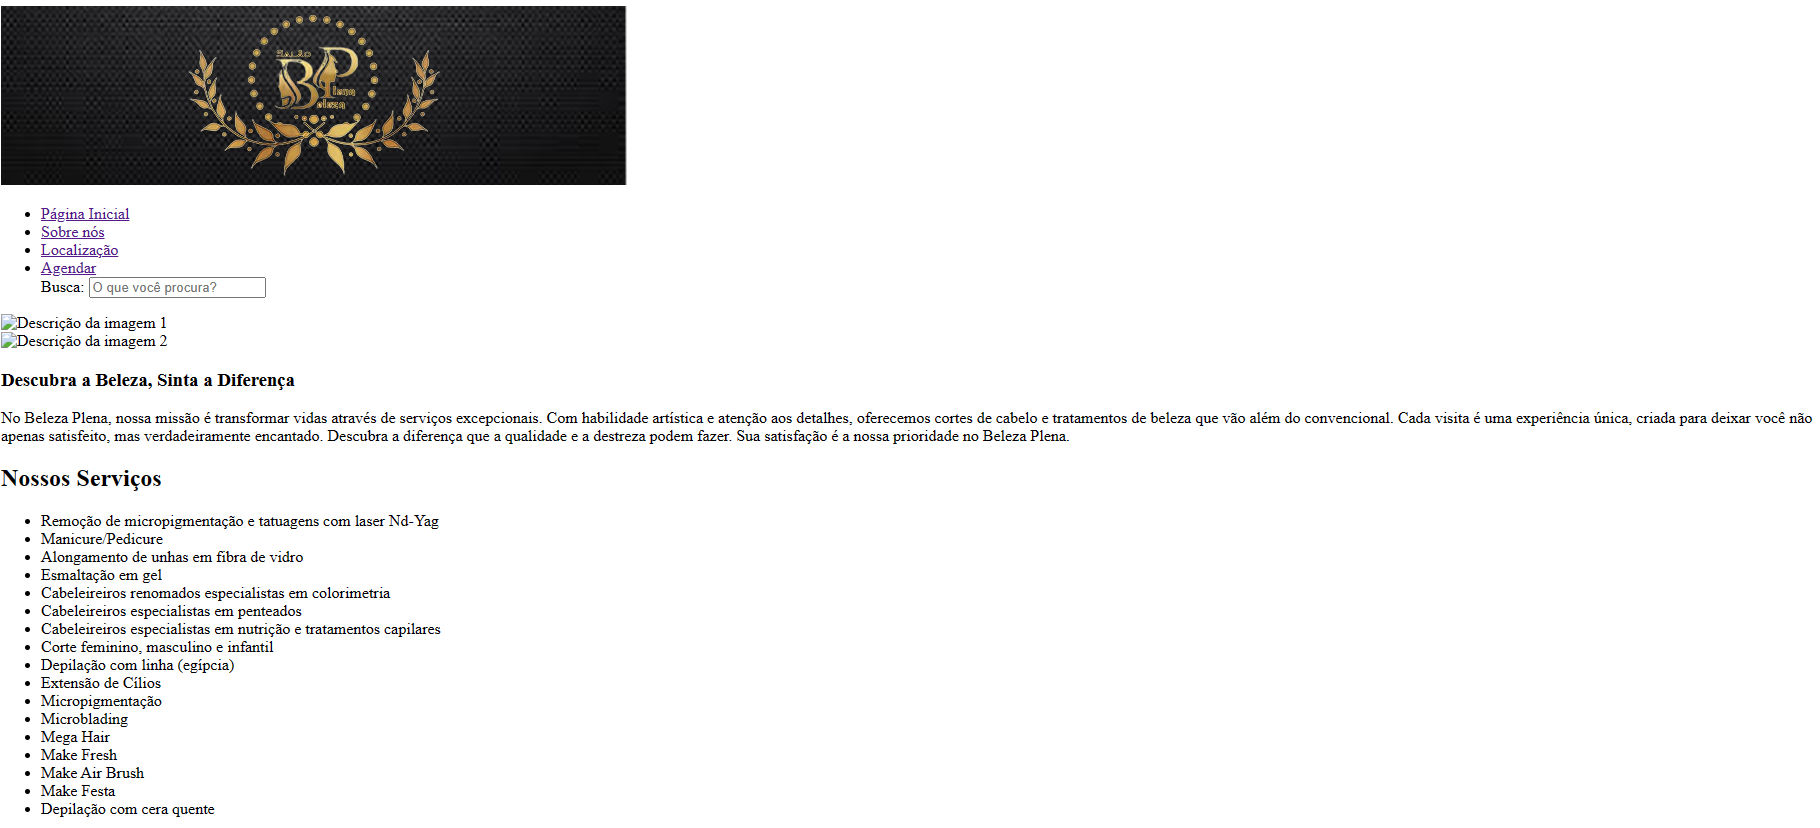 SALÃO
BP
lena
eleza
Página Inicial
Sobre nós
Localização
Agendar
Busca: O que você procura?
Descrição da imagem 1
Descrição da imagem 2
Descubra a Beleza, Sinta a Diferença
No Beleza Plena, nossa missão é transformar vidas através de serviços excepcionais. Com habilidade artística e atenção aos detalhes, oferecemos cortes de cabelo e tratamentos de beleza que vão além do convencional. Cada visita é uma experiência única, criada para deixar você não
apenas satisfeito, mas verdadeiramente encantado. Descubra a diferença que a qualidade e a destreza podem fazer. Sua satisfação é a nossa prioridade no Beleza Plena.
Nossos Serviços
Remoção de micropigmentação e tatuagens com laser Nd-Yag
Manicure/Pedicure
Alongamento de unhas em fibra de vidro
Esmaltação em gel
Cabeleireiros renomados especialistas em colorimetria
Cabeleireiros especialistas em penteados
Cabeleireiros especialistas em nutrição e tratamentos capilares
Corte feminino, masculino e infantil
Depilação com linha (egípcia)
Extensão de Cílios
Micropigmentação
Microblading
Mega Hair
Make Fresh
Make Air Brush
Make Festa
Depilação com cera quente